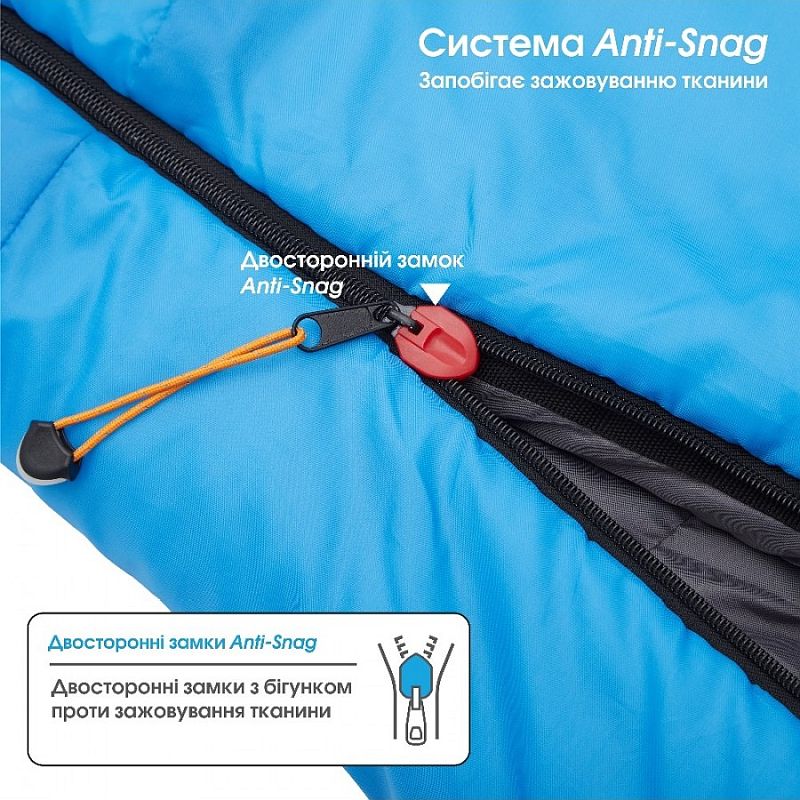 Система Anti-Snag
Запобігає зажовуванню тканини
Двосторонній замок
Anti-Snag
Двосторонні замки Anti-Snag
Двосторонні замки з бігунком
проти зажовування тканини